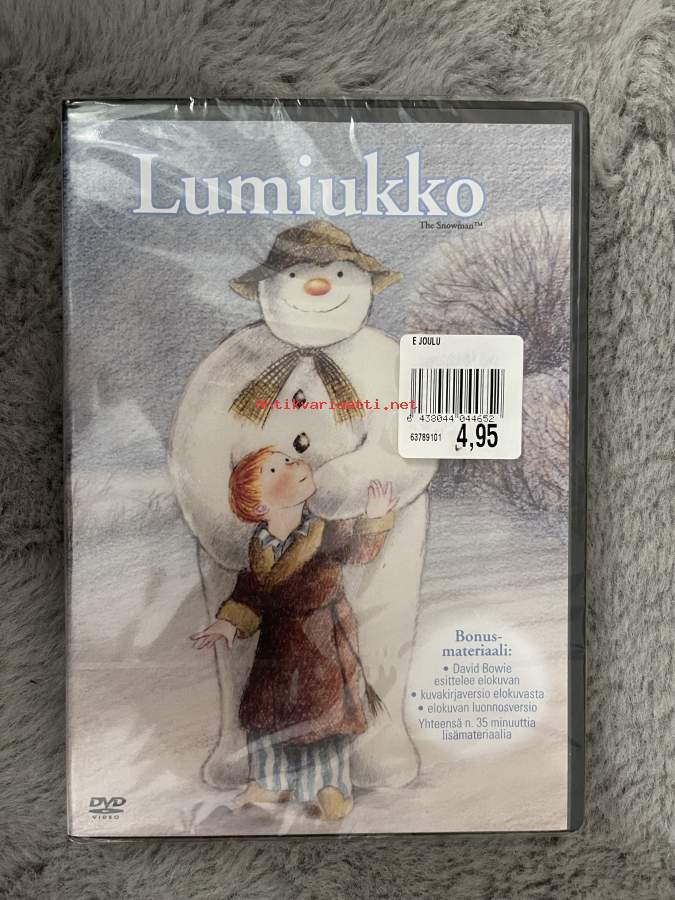 Lumiukko
The Snowman™
E JOULU
6 438044 044652
63789101 4,95
antikvariaatti.net
Bonus-
materiaali:
• David Bowie
esittelee elokuvan
• kuvakirjaversio elokuvasta
• elokuvan luonnosversio
Yhteensä n. 35 minuuttia
lisämateriaalia
DVD
VIDEO